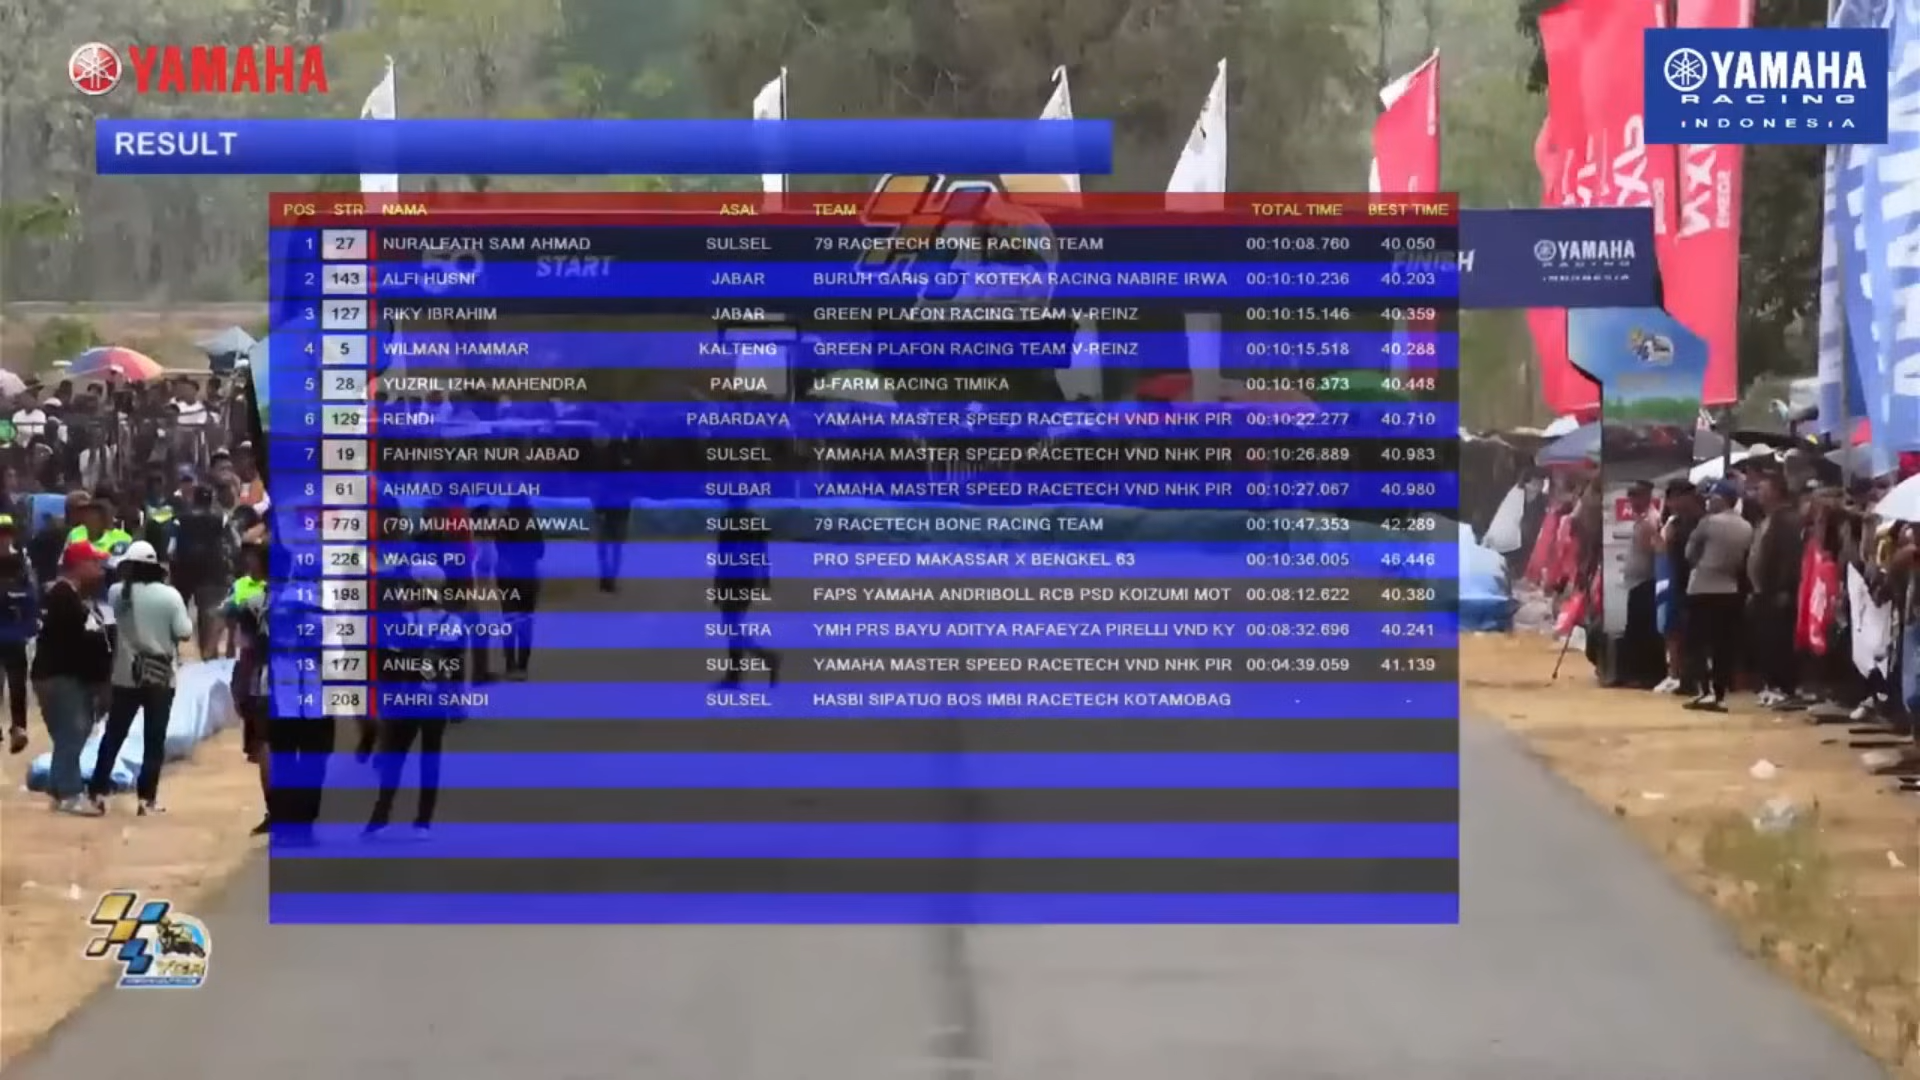 YAMAHA
YAMAHA
RACING
INDONESIA
RESULT
POS STR NAMA ASAL TEAM TOTAL TIME BEST TIME
1 27 NURALFATH SAM AHMAD SULSEL 79 RACETECH BONE RACING TEAM 00:10:08.760 40.050
2 143 ALFI HUSNI JABAR BURUH GARIS GDT KOTEKA RACING NABIRE IRWA 00:10:10.236 40.203
3 127 RIKY IBRAHIM JABAR GREEN PLAFON RACING TEAM V-REINZ 00:10:15.146 40.359
4 5 WILMAN HAMMAR KALTENG GREEN PLAFON RACING TEAM V-REINZ 00:10:15.518 40.288
5 28 YUZRIL IZHA MAHENDRA PAPUA U-FARM RACING TIMIKA 00:10:16.373 40.448
6 129 RENDI PABARDAYA YAMAHA MASTER SPEED RACETECH VND NHK PIR 00:10:22.277 40.710
7 19 FAHNISYAR NUR JABAD SULSEL YAMAHA MASTER SPEED RACETECH VND NHK PIR 00:10:26.889 40.983
8 61 AHMAD SAIFULLAH SULBAR YAMAHA MASTER SPEED RACETECH VND NHK PIR 00:10:27.067 40.980
9 779 (79) MUHAMMAD AWWAL SULSEL 79 RACETECH BONE RACING TEAM 00:10:47.353 42.289
10 226 WAGIS PD SULSEL PRO SPEED MAKASSAR X BENGKEL 63 00:10:36.005 46.446
11 198 AWHIN SANJAYA SULSEL FAPS YAMAHA ANDRIBOLL RCB PSD KOIZUMI MOT 00:08:12.622 40.380
12 23 YUDI PRAYOGO SULTRA YMH PRS BAYU ADITYA RAFAEYZA PIRELLI VND KY 00:08:32.696 40.241
13 177 ANIES KS SULSEL YAMAHA MASTER SPEED RACETECH VND NHK PIR 00:04:39.059 41.139
14 208 FAHRI SANDI SULSEL HASBI SIPATUO BOS IMBI RACETECH KOTAMOBAG - -
START
FINISH
YAMAHA
RACING
INDONESIA